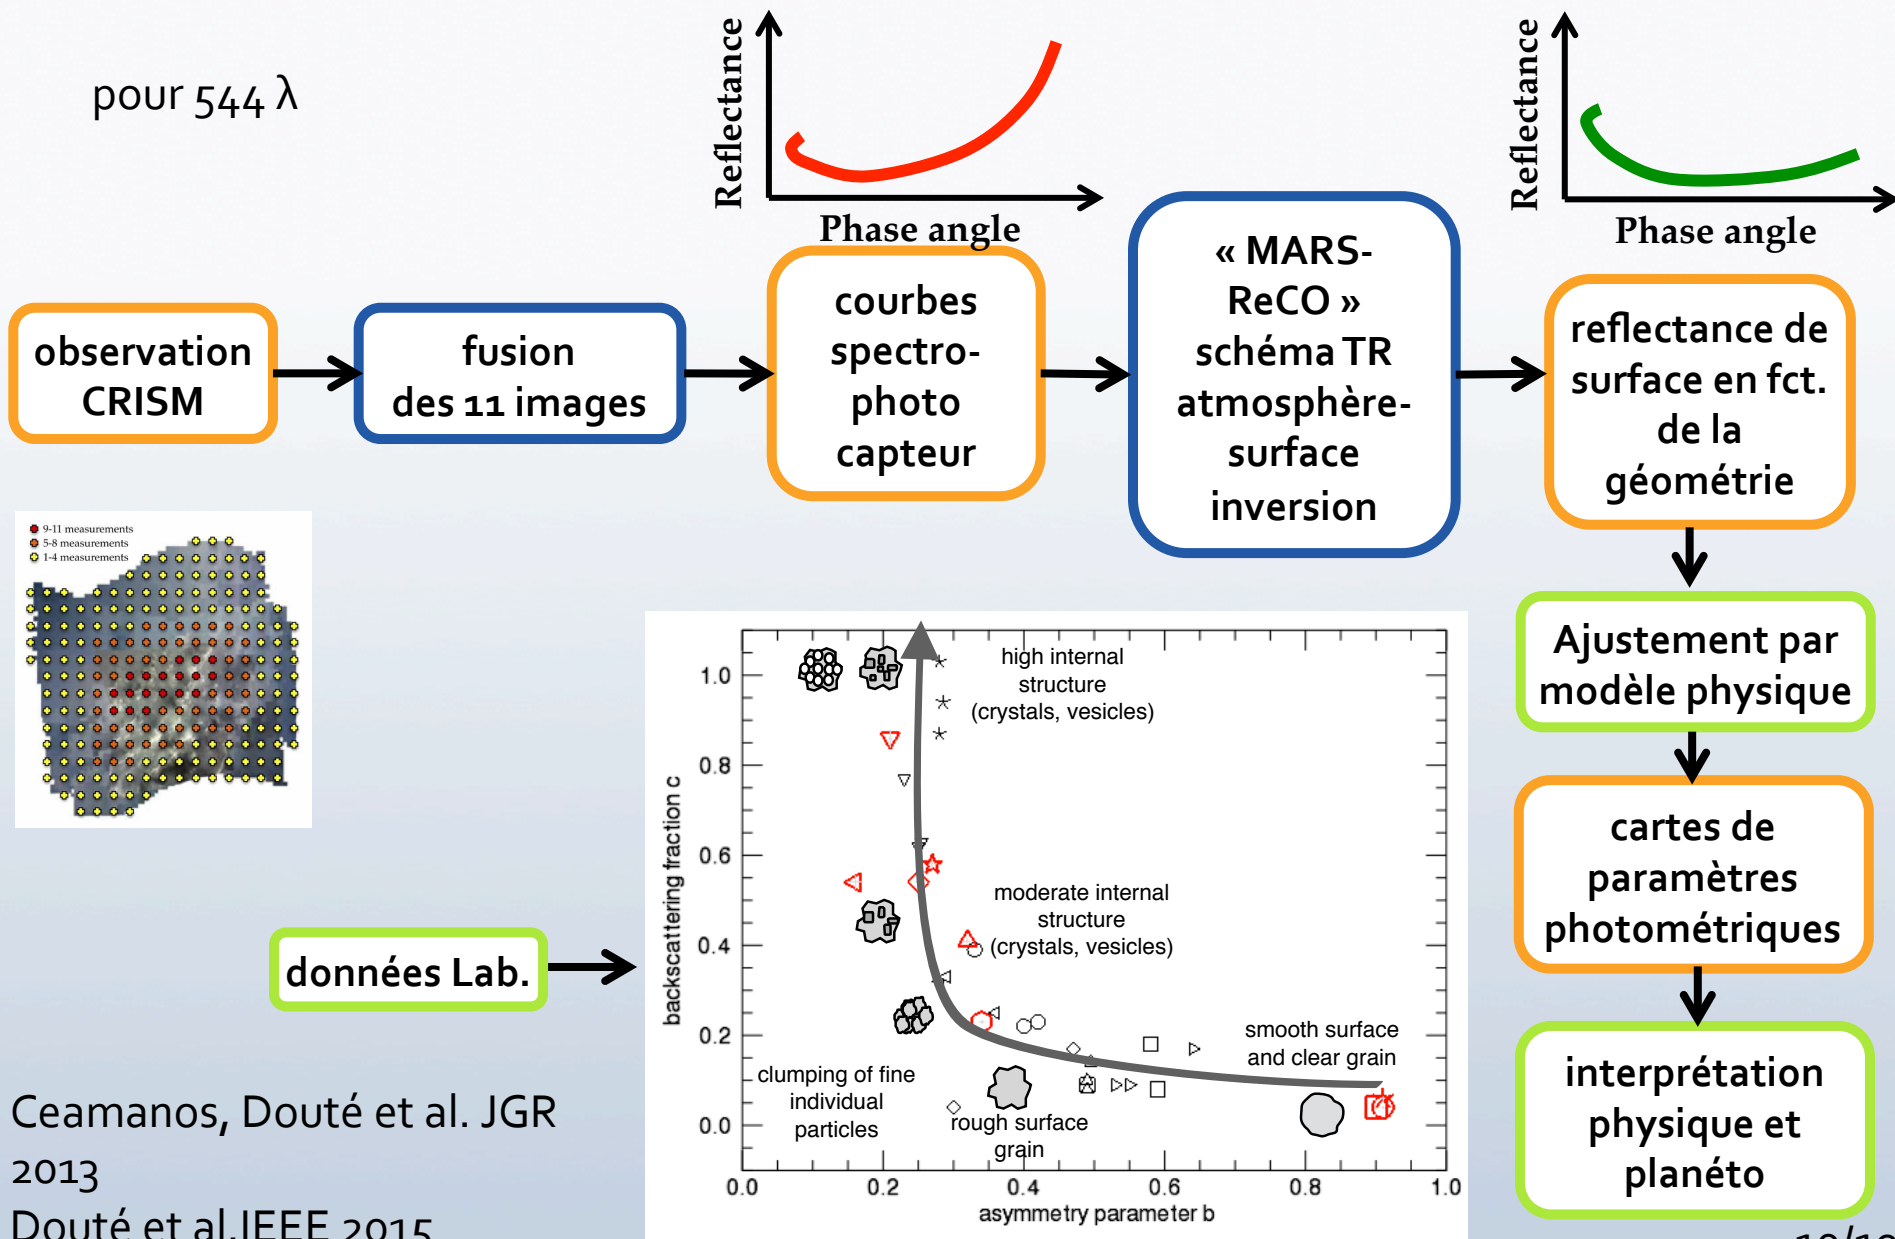 pour 544 λ
Reflectance
Phase angle
Reflectance
Phase angle
observation
CRISM
fusion
des 11 images
courbes
spectro-
photo
capteur
« MARS-
ReCO »
schéma TR
atmosphère-
surface
inversion
reflectance de
surface en fct.
de la
géométrie
9-11 measurements
5-8 measurements
1-4 measurements
Ajustement par
modèle physique
cartes de
paramètres
photométriques
interprétation
physique et
planéto
données Lab.
backscattering fraction c
1.0
0.8
0.6
0.4
0.2
0.0
high internal
structure
(crystals, vesicles)
moderate internal
structure
(crystals, vesicles)
smooth surface
and clear grain
clumping of fine
individual
particles
rough surface
grain
0.0 0.2 0.4 0.6 0.8 1.0
asymmetry parameter b
Ceamanos, Douté et al. JGR
2013
Douté et al.IEEE 2015